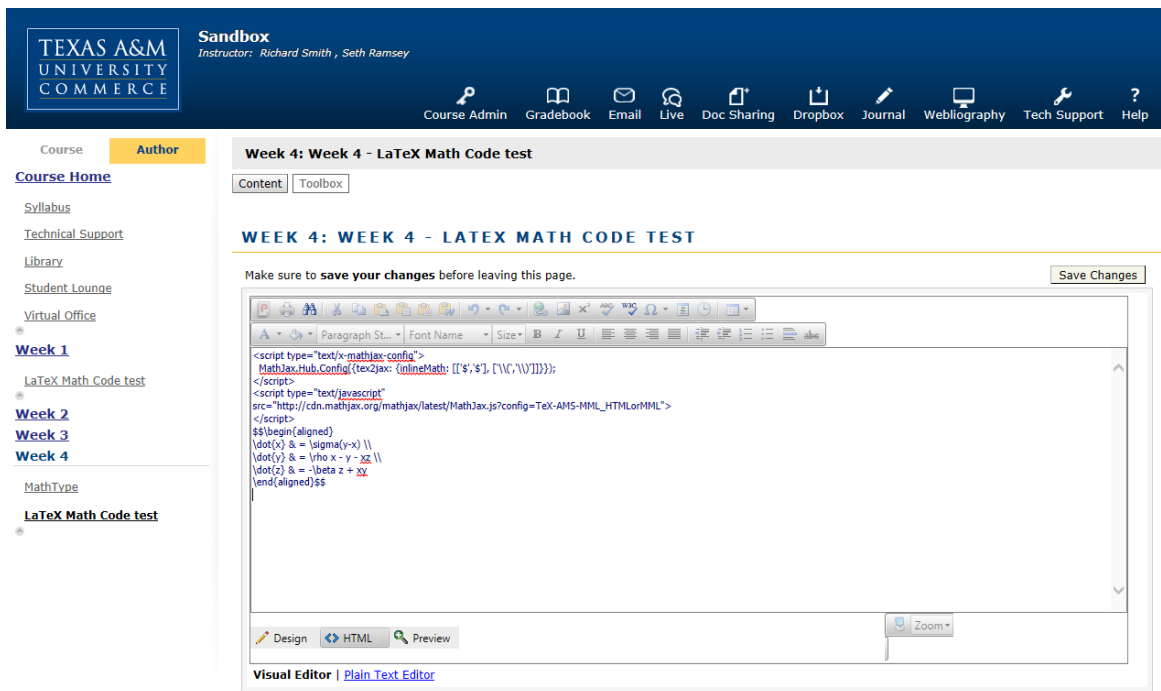 TEXAS A&M
UNIVERSITY
COMMERCE
Sandbox
Instructor: Richard Smith , Seth Ramsey
Course Admin Gradebook Email Live Doc Sharing Dropbox Journal Webliography Tech Support ? Help
Course Author
Course Home
Syllabus
Technical Support
Library
Student Lounge
Virtual Office
Week 1
LaTeX Math Code test
Week 2
Week 3
Week 4
MathType
LaTeX Math Code test
Week 4: Week 4 - LaTeX Math Code test
Content Toolbox
WEEK 4: WEEK 4 - LATEX MATH CODE TEST
Make sure to save your changes before leaving this page. Save Changes
ABC W3C Ω
A Paragraph St... Font Name Size B I U abc
<script type="text/x-mathjax-config">
MathJax.Hub.Config({tex2jax: {inlineMath: [['$','$'], ['\\(','\\)']]}});
</script>
<script type="text/javascript"
src="http://cdn.mathjax.org/mathjax/latest/MathJax.js?config=TeX-AMS-MML_HTMLorMML">
</script>
$$\begin{aligned}
\dot{x} & = \sigma(y-x) \\
\dot{y} & = \rho x - y - xz \\
\dot{z} & = -\beta z + xy
\end{aligned}$$
Design HTML Preview Zoom
Visual Editor | Plain Text Editor